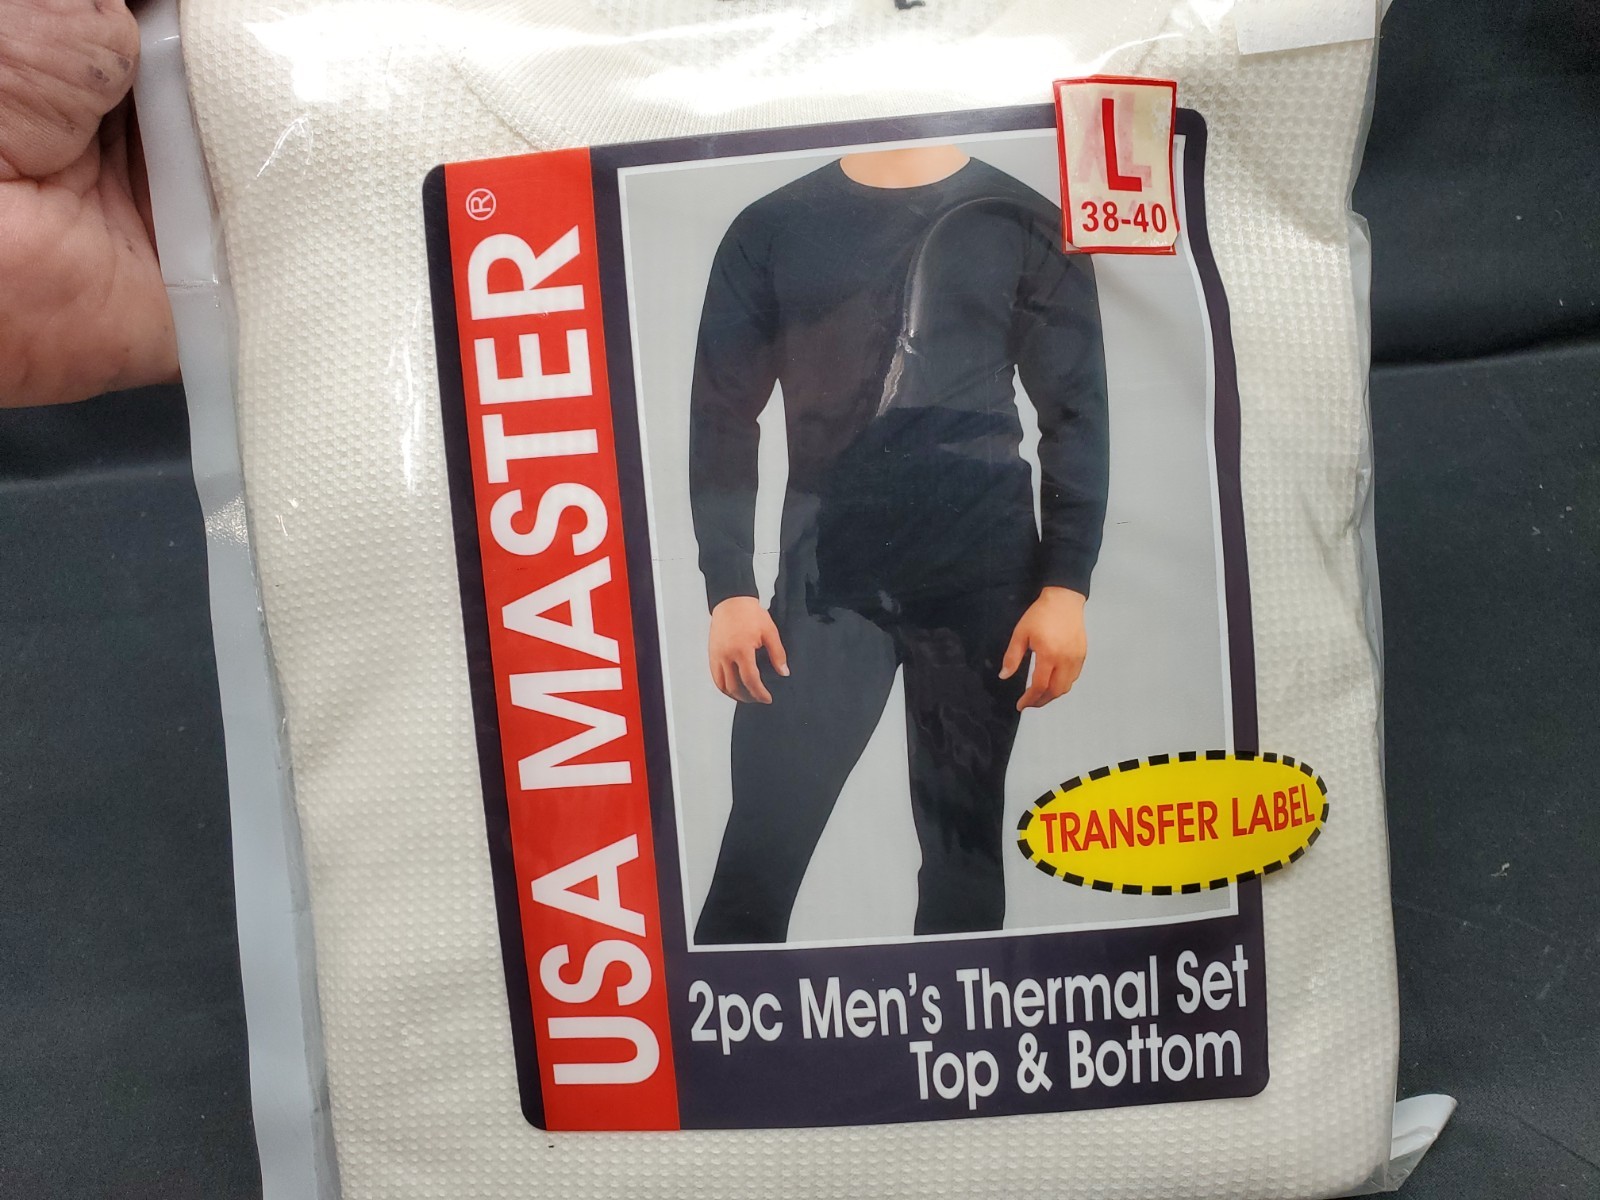 L
38-40
USA MASTER®
TRANSFER LABEL
2pc Men's Thermal Set
Top & Bottom